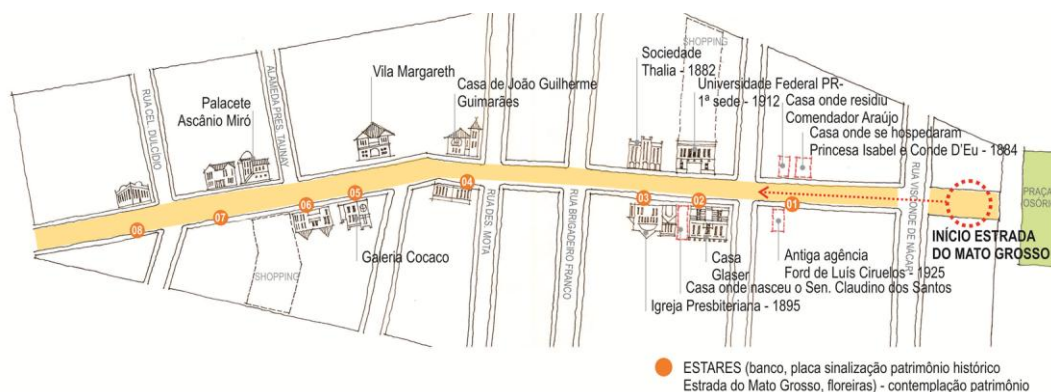 SHOPPING
Sociedade
Thalia - 1882
Vila Margareth
Casa de João Guilherme
Guimarães
Universidade Federal PR-
1ª sede - 1912
Casa onde residiu
Comendador Araújo
Casa onde se hospedaram
Princesa Isabel e Conde D'Eu - 1884
Palacete
Ascânio Miró
RUA CEL. DULCÍDIO
ALAMEDA PRES. TAUNAY
RUA DES. MOTA
RUA BRIGADEIRO FRANCO
RUA VISCONDE DE NÁCAR
PRAÇA
OSÓRIO
08
07
06
05
04
03
02
01
INÍCIO ESTRADA
DO MATO GROSSO
SHOPPING
Galeria Cocaco
Casa
Glaser
Antiga agência
Ford de Luís Ciruelos - 1925
Casa onde nasceu o Sen. Claudino dos Santos
Igreja Presbiteriana - 1895
ESTARES (banco, placa sinalização patrimônio histórico
Estrada do Mato Grosso, floreiras) - contemplação patrimônio